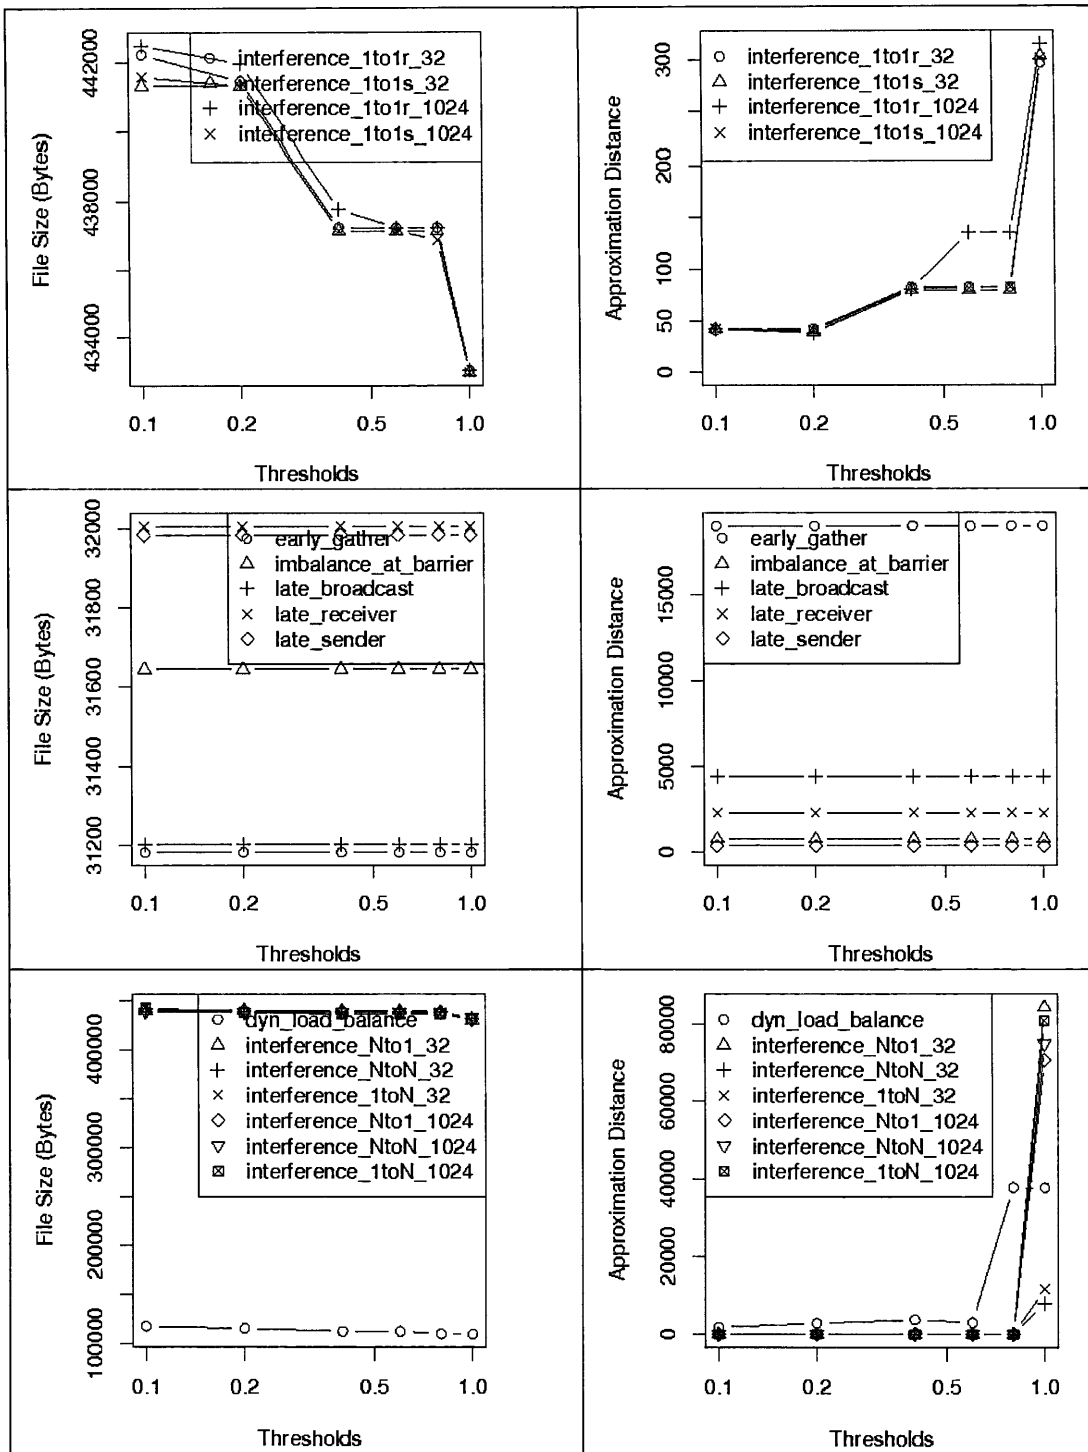 File Size (Bytes)
442000
438000
434000
interference_1to1r_32
interference_1to1s_32
interference_1to1r_1024
interference_1to1s_1024
0.1 0.2 0.5 1.0
Thresholds
Approximation Distance
300
200
100
50
0
interference_1to1r_32
interference_1to1s_32
interference_1to1r_1024
interference_1to1s_1024
0.1 0.2 0.5 1.0
Thresholds
File Size (Bytes)
32000
31800
31600
31400
31200
early_gather
imbalance_at_barrier
late_broadcast
late_receiver
late_sender
0.1 0.2 0.5 1.0
Thresholds
Approximation Distance
15000
10000
5000
0
early_gather
imbalance_at_barrier
late_broadcast
late_receiver
late_sender
0.1 0.2 0.5 1.0
Thresholds
File Size (Bytes)
400000
300000
200000
100000
dyn_load_balance
interference_Nto1_32
interference_NtoN_32
interference_1toN_32
interference_Nto1_1024
interference_NtoN_1024
interference_1toN_1024
0.1 0.2 0.5 1.0
Thresholds
Approximation Distance
80000
60000
40000
20000
0
dyn_load_balance
interference_Nto1_32
interference_NtoN_32
interference_1toN_32
interference_Nto1_1024
interference_NtoN_1024
interference_1toN_1024
0.1 0.2 0.5 1.0
Thresholds